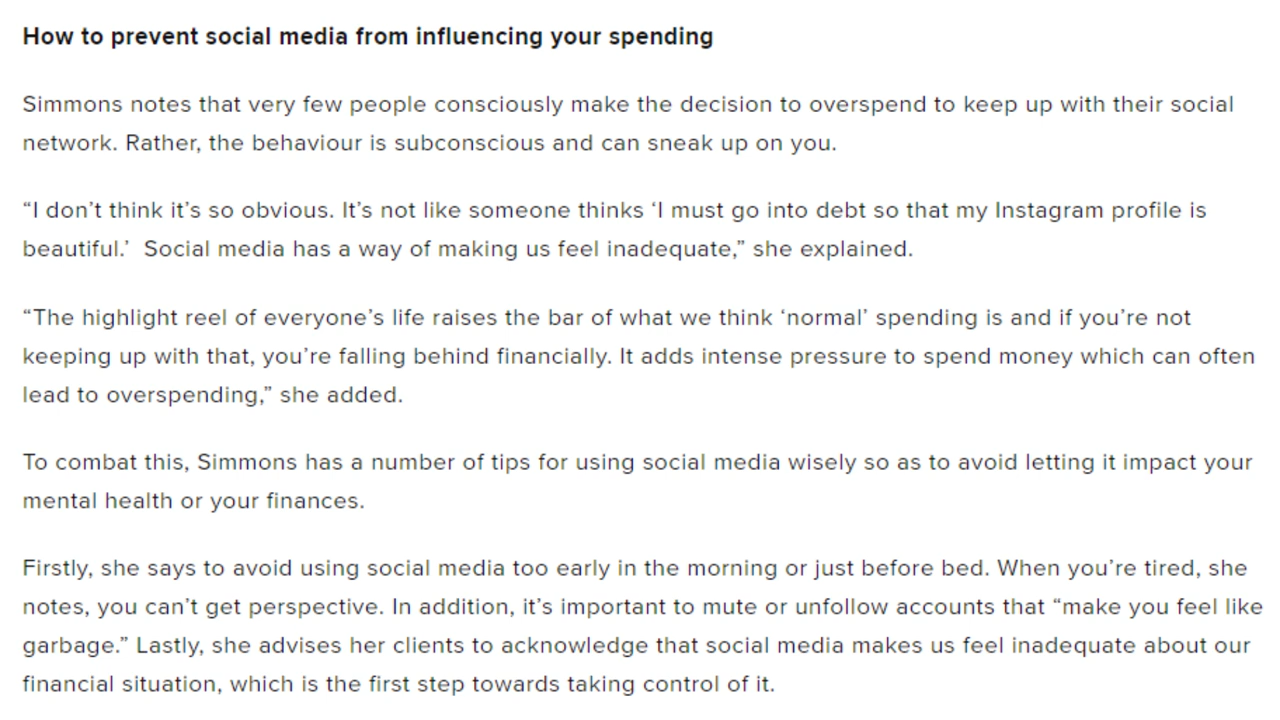 How to prevent social media from influencing your spending
Simmons notes that very few people consciously make the decision to overspend to keep up with their social
network. Rather, the behaviour is subconscious and can sneak up on you.
“I don’t think it’s so obvious. It’s not like someone thinks ‘I must go into debt so that my Instagram profile is
beautiful.’  Social media has a way of making us feel inadequate,” she explained.
“The highlight reel of everyone’s life raises the bar of what we think ‘normal’ spending is and if you’re not
keeping up with that, you’re falling behind financially. It adds intense pressure to spend money which can often
lead to overspending,” she added.
To combat this, Simmons has a number of tips for using social media wisely so as to avoid letting it impact your
mental health or your finances.
Firstly, she says to avoid using social media too early in the morning or just before bed. When you’re tired, she
notes, you can’t get perspective. In addition, it’s important to mute or unfollow accounts that “make you feel like
garbage.” Lastly, she advises her clients to acknowledge that social media makes us feel inadequate about our
financial situation, which is the first step towards taking control of it.